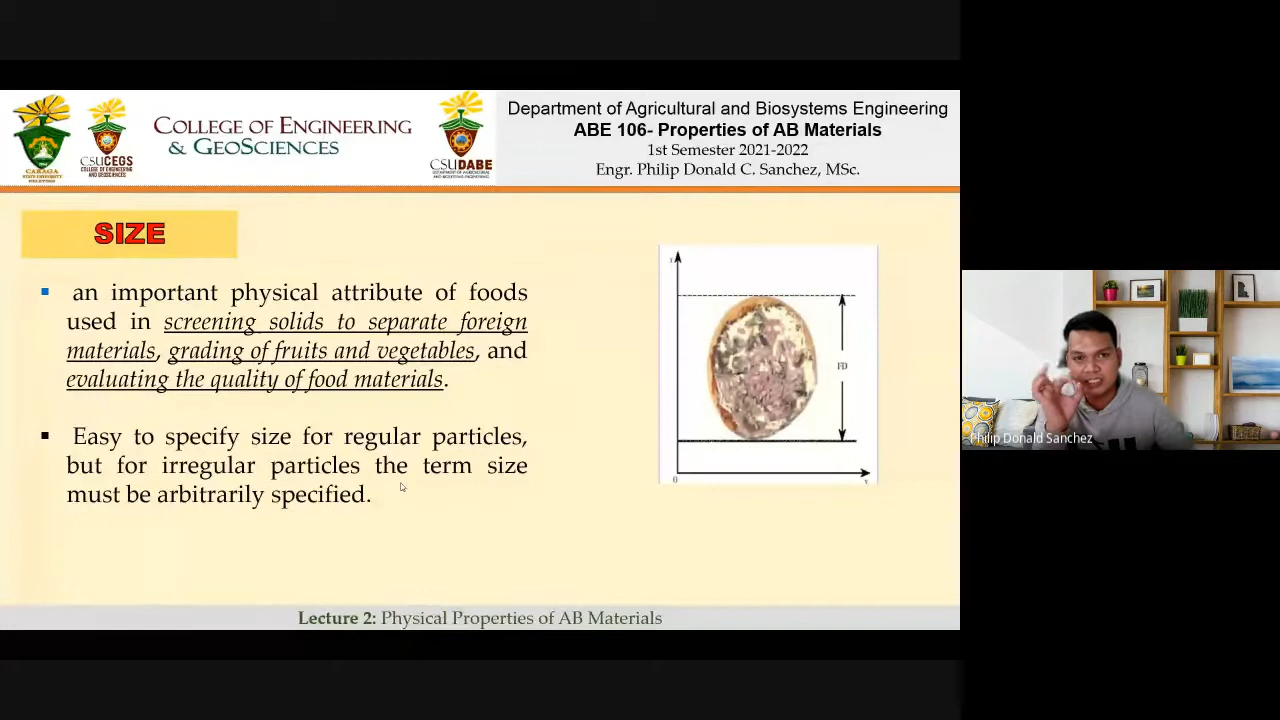 COLLEGE OF ENGINEERING
& GEOSCIENCES
CARAGA
CSUCEGS
CSUDABE
Department of Agricultural and Biosystems Engineering
ABE 106- Properties of AB Materials
1st Semester 2021-2022
Engr. Philip Donald C. Sanchez, MSc.
SIZE
▪ an important physical attribute of foods
used in screening solids to separate foreign
materials, grading of fruits and vegetables, and
evaluating the quality of food materials.
▪ Easy to specify size for regular particles,
but for irregular particles the term size
must be arbitrarily specified.
FD
0
Philip Donald Sanchez
Lecture 2: Physical Properties of AB Materials